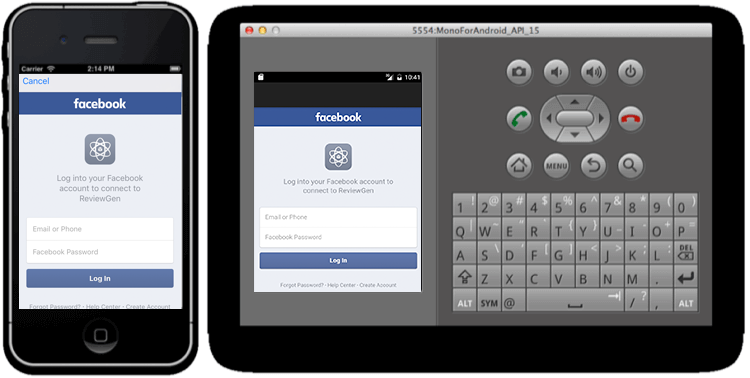 Carrier 2:14 PM
Cancel
facebook
Log into your Facebook
account to connect to
ReviewGen
Email or Phone
Facebook Password
Log In
Forgot Password? · Help Center · Create Account
5554:MonoForAndroid_API_15
10:41
facebook
Log into your Facebook account to
connect to ReviewGen
Email or Phone
Facebook Password
Log In
Forgot Password? · Help Center · Create Account
MENU
1 ! 2 @ 3 # 4 $ 5 % 6 ^ 7 & 8 * 9 ( 0 )
Q | W ~ E " R ` T { Y } U _ I - O + P =
A S \ D ' F [ G ] H < J > K ; L : DEL
Z X C V B N M .
ALT SYM @ / ? , ALT